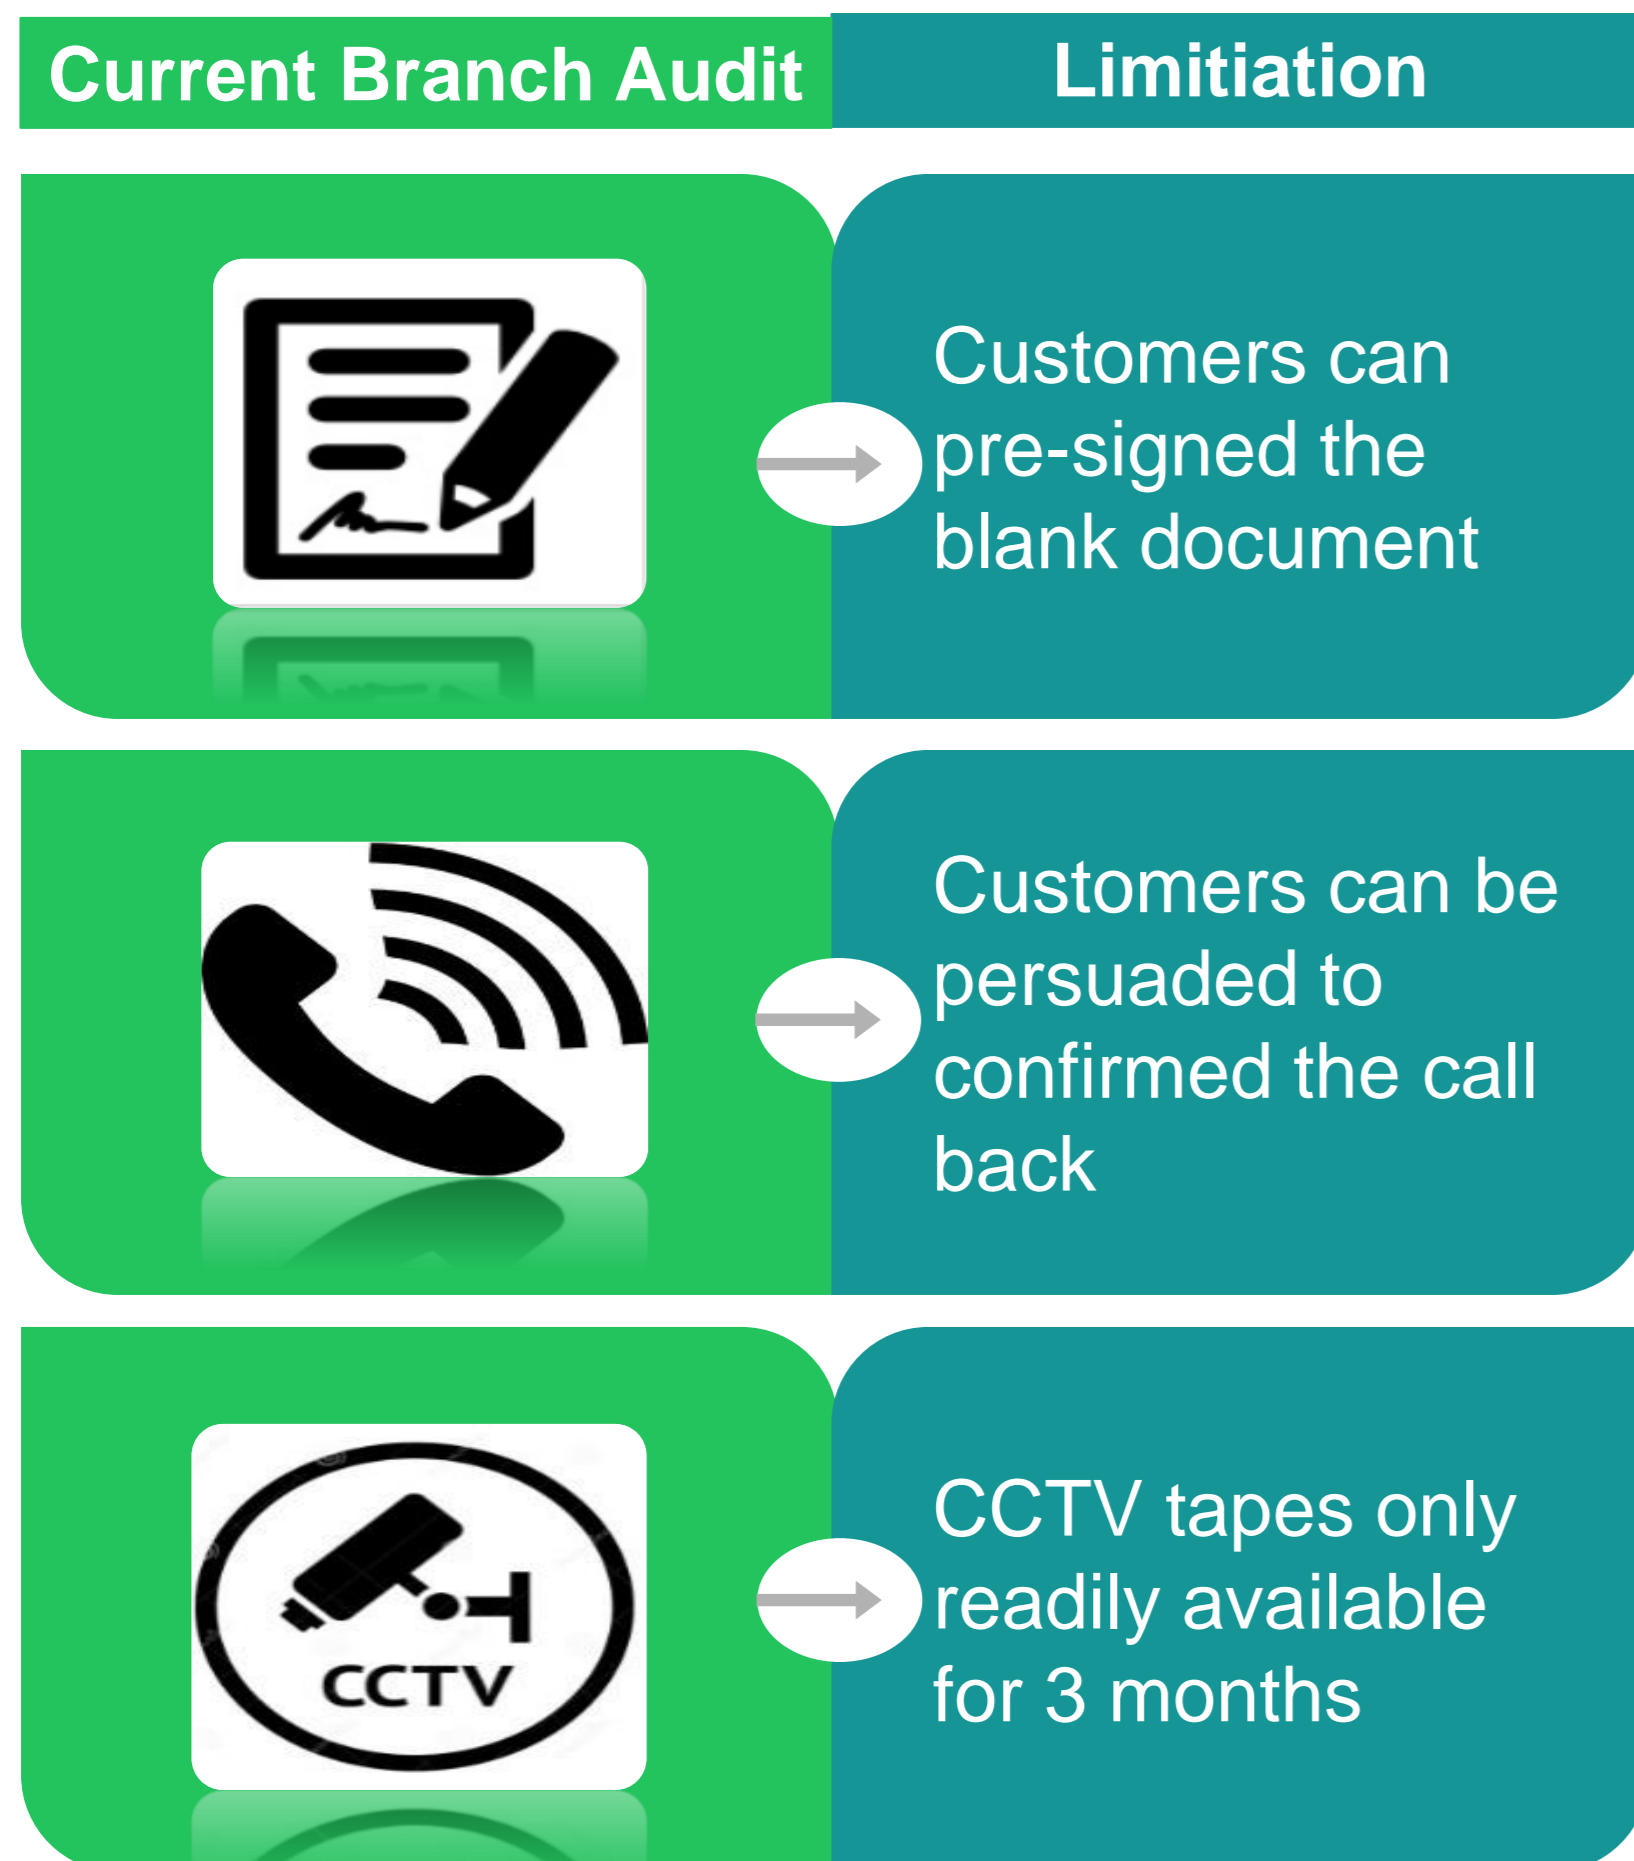 Current Branch Audit
Limitiation
Customers can
pre-signed the
blank document
Customers can be
persuaded to
confirmed the call
back
CCTV
CCTV tapes only
readily available
for 3 months